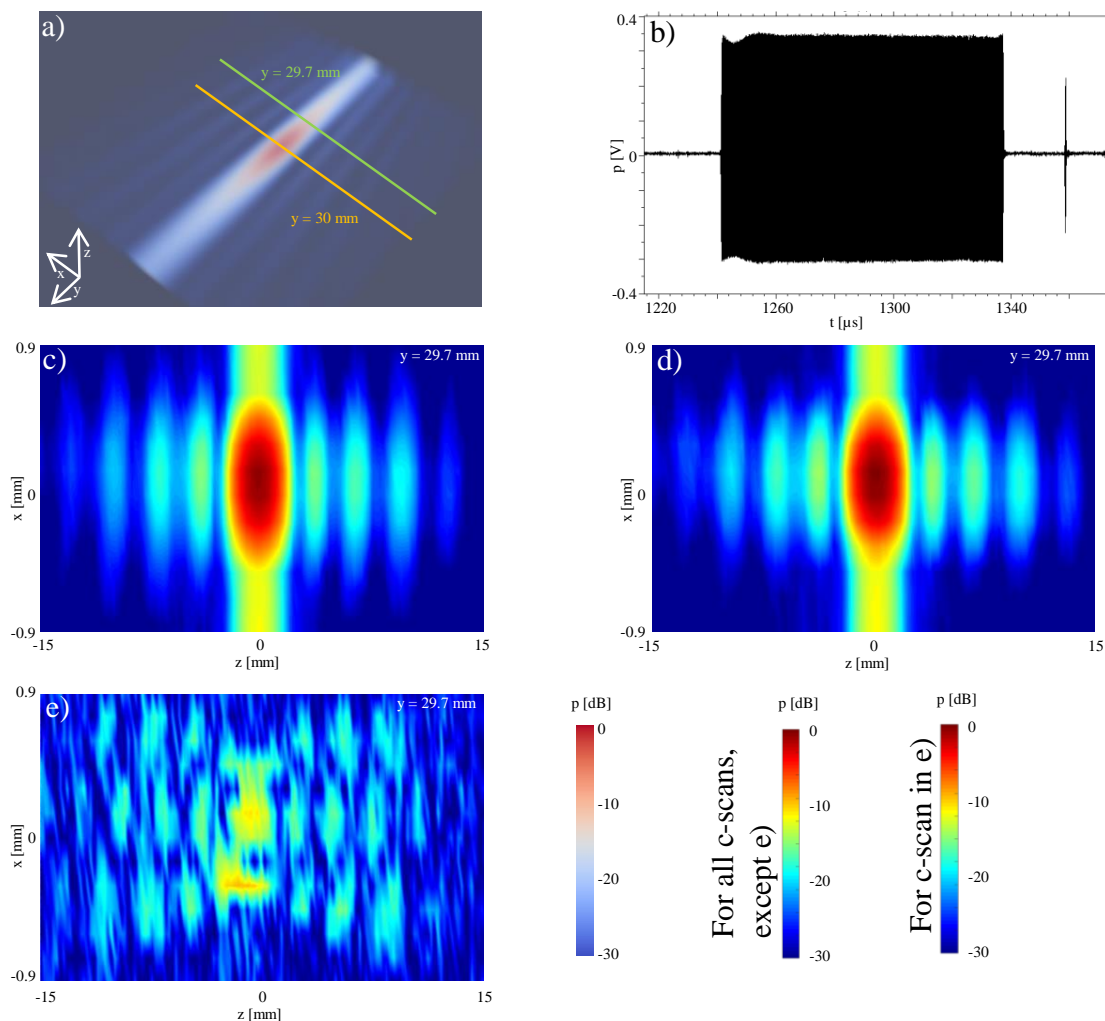 a)
y = 29.7 mm
y = 30 mm
z
x
y
b)
0.4
0
-0.4
p [V]
1220
1260
1300
1340
t [µs]
c)
y = 29.7 mm
0.9
0
-0.9
x [mm]
-15
0
15
z [mm]
d)
y = 29.7 mm
0.9
0
-0.9
x [mm]
-15
0
15
z [mm]
e)
y = 29.7 mm
0.9
0
-0.9
x [mm]
-15
0
15
z [mm]
p [dB]
0
-10
-20
-30
For all c-scans,
except e)
p [dB]
0
-10
-20
-30
For c-scan in e)
p [dB]
0
-10
-20
-30